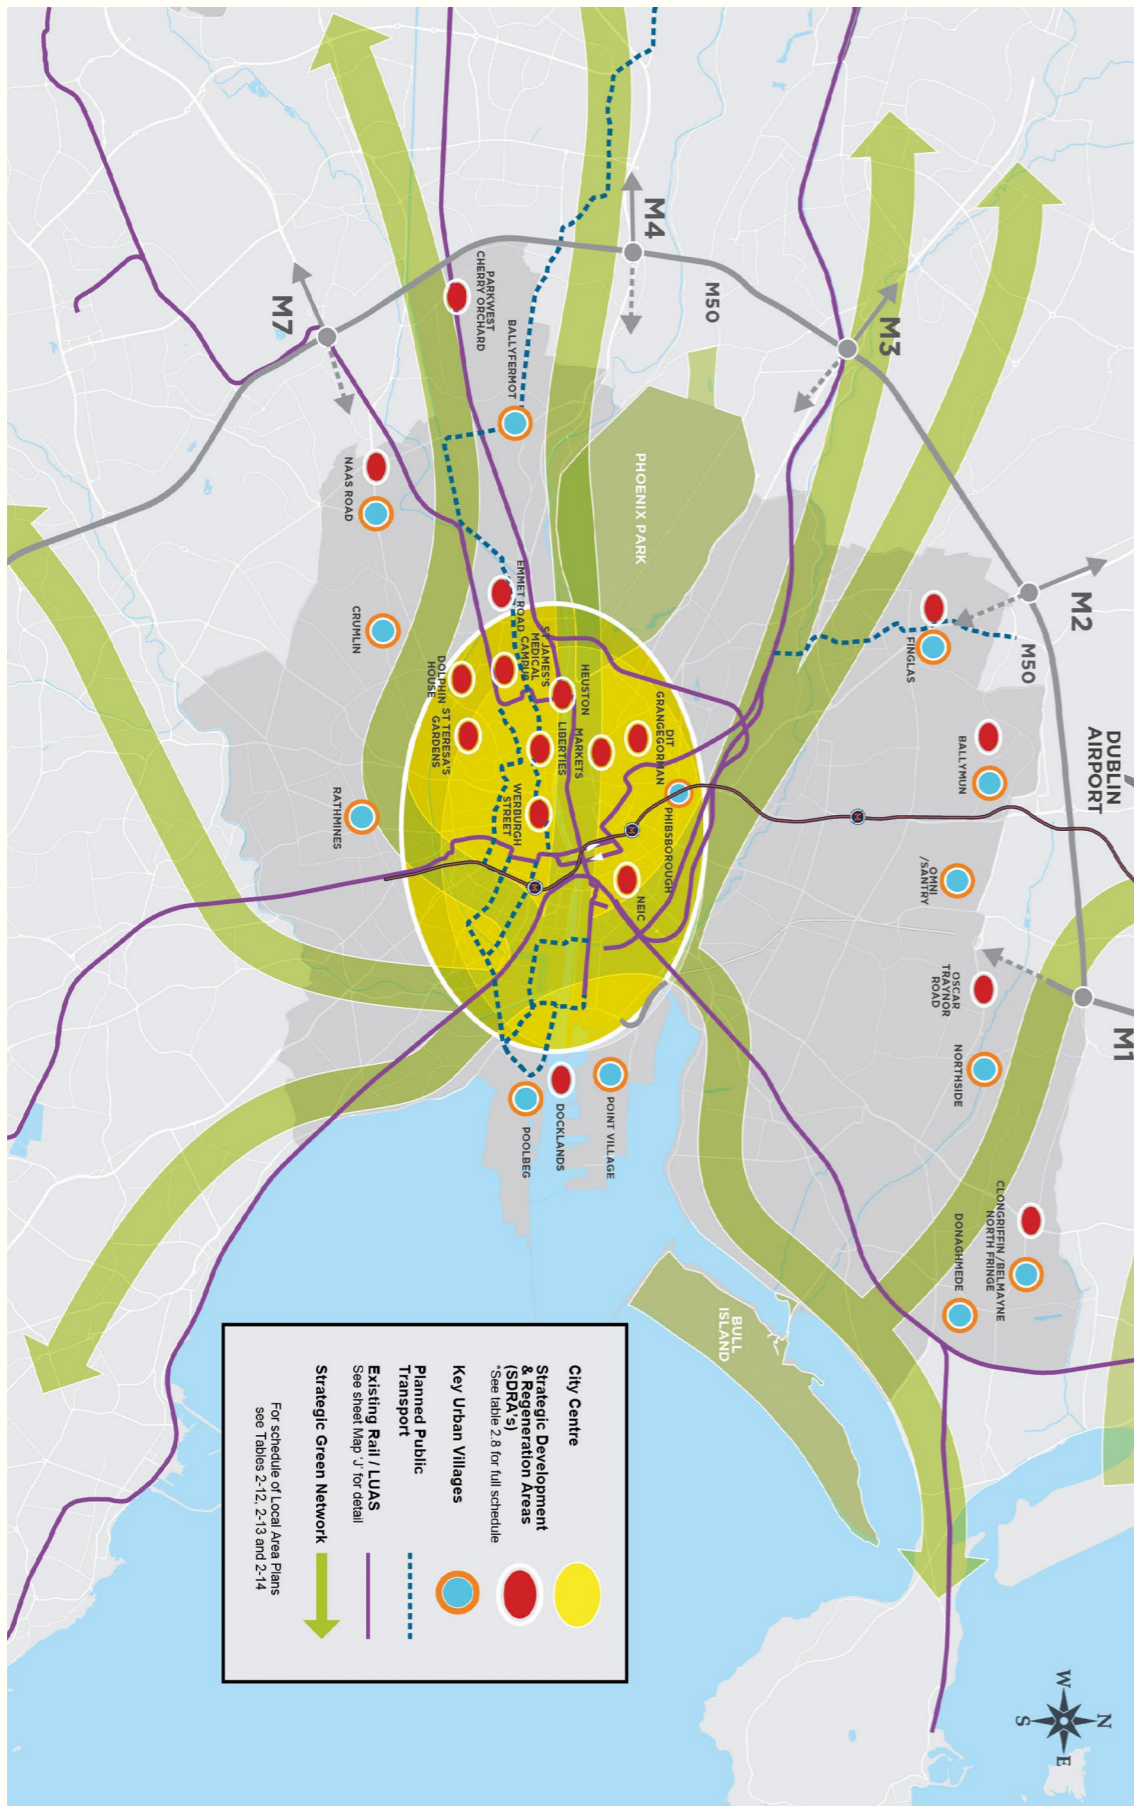 M4
M50
M3
M2
M50
DUBLIN
AIRPORT
M1
M7
PARKWEST
CHERRY ORCHARD
BALLYFERMOT
NAAS ROAD
CRUMLIN
RATHMINES
PHOENIX PARK
FINGLAS
BALLYMUN
OMNI
/SANTRY
OSCAR
TRAYNOR
ROAD
NORTHSIDE
CLONGRIFFIN /BELMAYNE
NORTH FRINGE
DONAGHMEDE
EMMET ROAD
ST JAMES'S
MEDICAL
CAMPUS
DOLPHIN
HOUSE
ST TERESA'S
GARDENS
HEUSTON
LIBERTIES
MARKETS
DIT
GRANGEGORMAN
PHIBSBOROUGH
WERBURGH
STREET
NEIC
POINT VILLAGE
DOCKLANDS
POOLBEG
BULL
ISLAND
City Centre
Strategic Development
& Regeneration Areas
(SDRA's)
*See table 2.8 for full schedule
Key Urban Villages
Planned Public
Transport
Existing Rail / LUAS
See sheet Map 'J' for detail
Strategic Green Network
For schedule of Local Area Plans
see Tables 2-12, 2-13 and 2-14
N
W
E
S